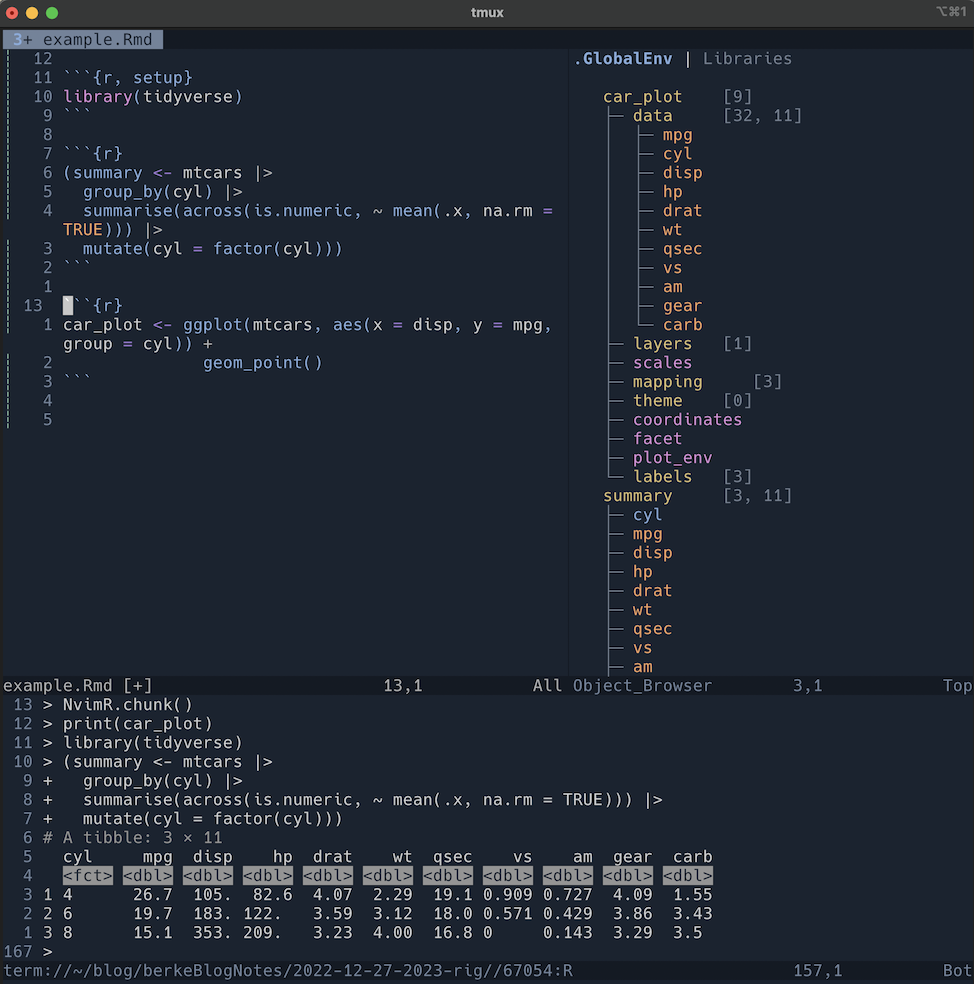 tmux
⌥⌘1
3+ example.Rmd
12
11 ```{r, setup}
10 library(tidyverse)
9 ```
8
7 ```{r}
6 (summary <- mtcars |>
5   group_by(cyl) |>
4   summarise(across(is.numeric, ~ mean(.x, na.rm =
TRUE))) |>
3   mutate(cyl = factor(cyl)))
2 ```
1
13 ```{r}
1 car_plot <- ggplot(mtcars, aes(x = disp, y = mpg,
group = cyl)) +
2               geom_point()
3 ```
4
5
.GlobalEnv | Libraries
car_plot [9]
├─ data [32, 11]
│ ├─ mpg
│ ├─ cyl
│ ├─ disp
│ ├─ hp
│ ├─ drat
│ ├─ wt
│ ├─ qsec
│ ├─ vs
│ ├─ am
│ ├─ gear
│ └─ carb
├─ layers [1]
├─ scales
├─ mapping [3]
├─ theme [0]
├─ coordinates
├─ facet
├─ plot_env
└─ labels [3]
summary [3, 11]
├─ cyl
├─ mpg
├─ disp
├─ hp
├─ drat
├─ wt
├─ qsec
├─ vs
├─ am
example.Rmd [+] 13,1 All
Object_Browser 3,1 Top
13 > NvimR.chunk()
12 > print(car_plot)
11 > library(tidyverse)
10 > (summary <- mtcars |>
9 +   group_by(cyl) |>
8 +   summarise(across(is.numeric, ~ mean(.x, na.rm = TRUE))) |>
7 +   mutate(cyl = factor(cyl)))
6 # A tibble: 3 × 11
5   cyl     mpg  disp    hp  drat    wt  qsec    vs    am  gear  carb
4   <fct> <dbl> <dbl> <dbl> <dbl> <dbl> <dbl> <dbl> <dbl> <dbl> <dbl>
3 1 4      26.7  105.  82.6  4.07  2.29  19.1 0.909 0.727  4.09  1.55
2 2 6      19.7  183. 122.   3.59  3.12  18.0 0.571 0.429  3.86  3.43
1 3 8      15.1  353. 209.   3.23  4.00  16.8 0     0.143  3.29  3.5
167 >
term://~/blog/berkeBlogNotes/2022-12-27-2023-rig//67054:R 157,1 Bot